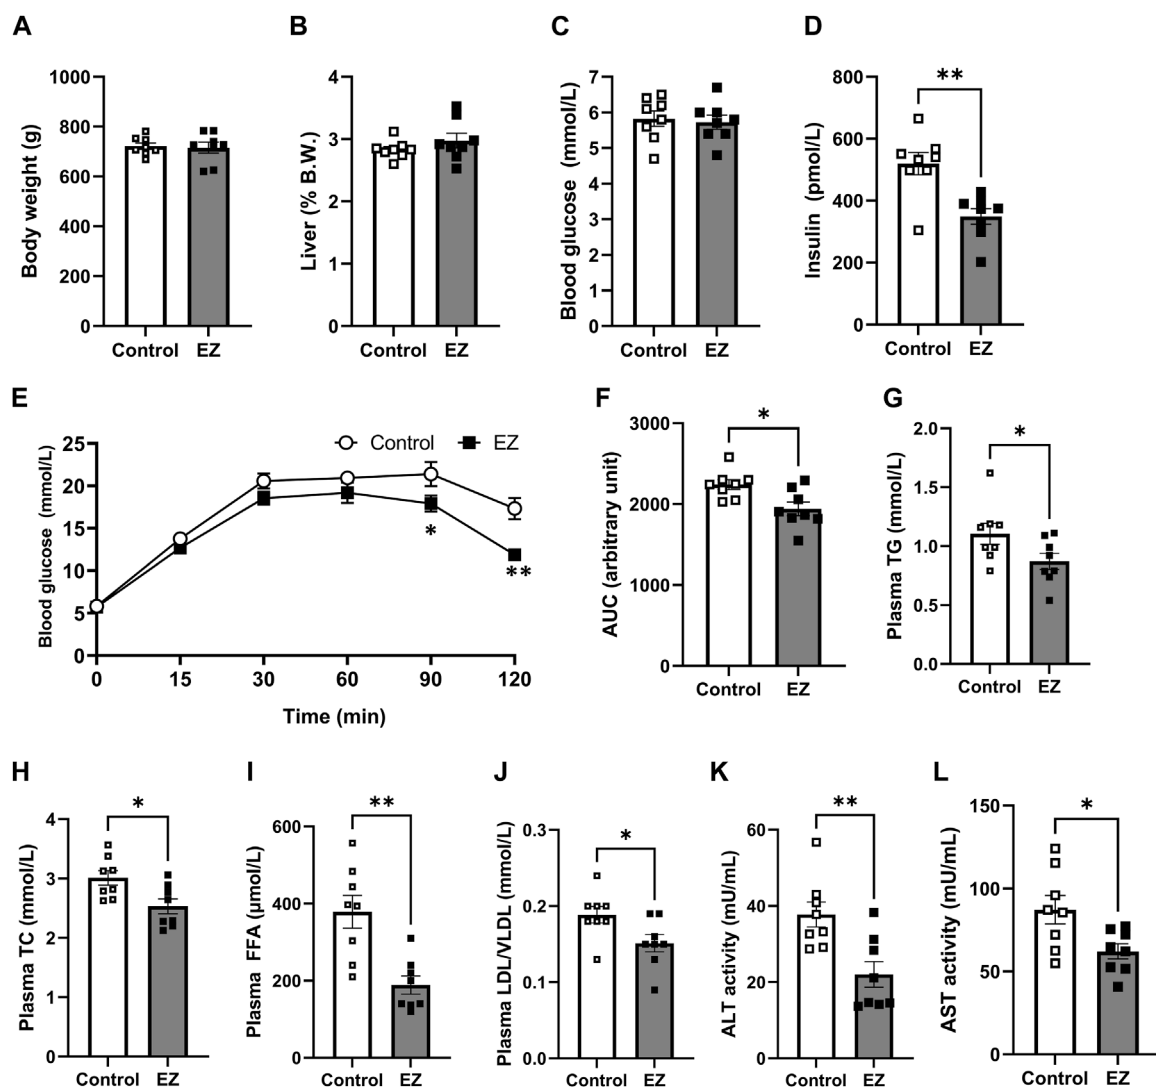 A
Body weight (g)
1000
800
600
400
200
0
Control EZ
B
Liver (% B.W.)
4
3
2
1
0
Control EZ
C
Blood glucose (mmol/L)
7
6
5
4
3
2
1
0
Control EZ
D
Insulin (pmol/L)
800
600
400
200
0
**
Control EZ
E
Blood glucose (mmol/L)
25
20
15
10
5
0
Control EZ
*
**
0 15 30 60 90 120
Time (min)
F
AUC (arbitrary unit)
3000
2000
1000
0
*
Control EZ
G
Plasma TG (mmol/L)
2.0
1.5
1.0
0.5
0.0
*
Control EZ
H
Plasma TC (mmol/L)
4
3
2
1
0
*
Control EZ
I
Plasma FFA (μmol/L)
600
400
200
0
**
Control EZ
J
Plasma LDL/VLDL (mmol/L)
0.3
0.2
0.1
0.0
*
Control EZ
K
ALT activity (mU/mL)
60
40
20
0
**
Control EZ
L
AST activity (mU/mL)
150
100
50
0
*
Control EZ